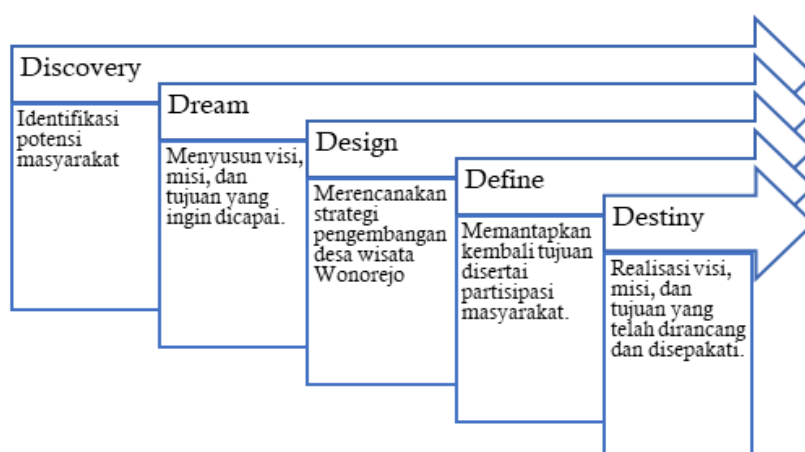 Discovery
Identifikasi
potensi
masyarakat
Dream
Menyusun visi,
misi, dan
tujuan yang
ingin dicapai.
Design
Merencanakan
strategi
pengembangan
desa wisata
Wonorejo
Define
Memantapkan
kembali tujuan
disertai
partisipasi
masyarakat.
Destiny
Realisasi visi,
misi, dan
tujuan yang
telah dirancang
dan disepakati.